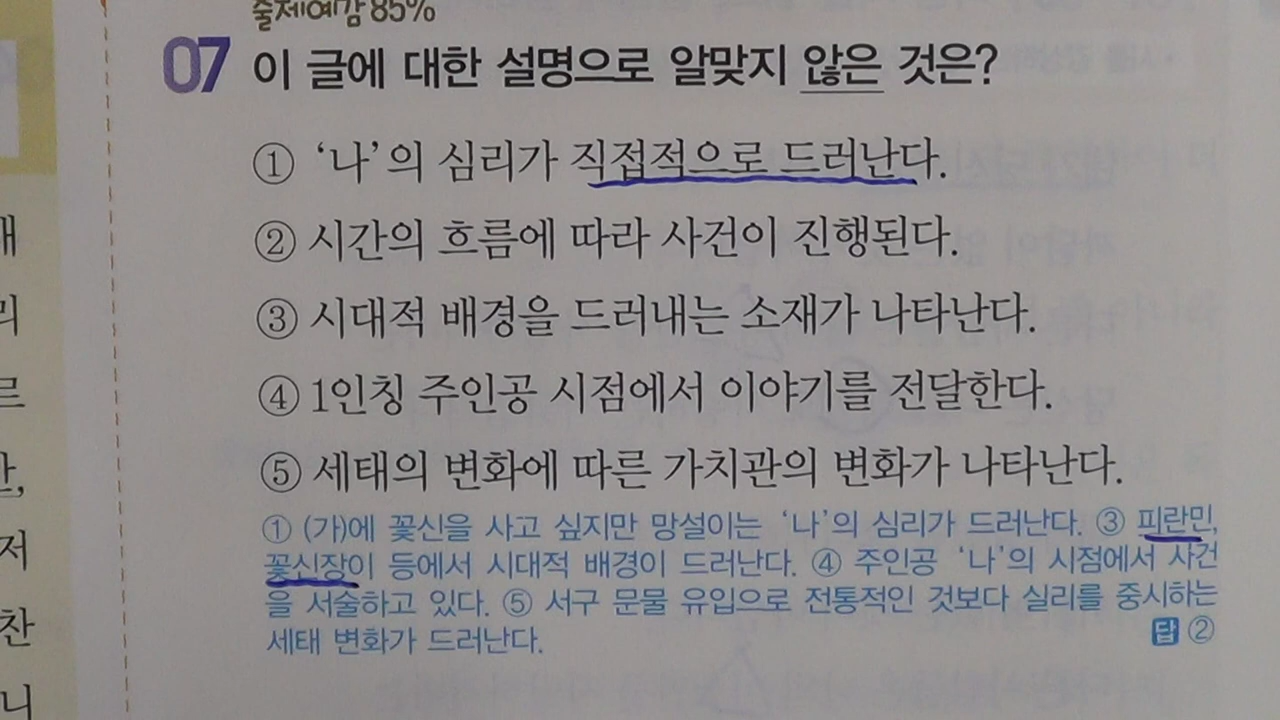 출제예감 85%
07 이 글에 대한 설명으로 알맞지 않은 것은?
① ‘나’의 심리가 직접적으로 드러난다.
② 시간의 흐름에 따라 사건이 진행된다.
③ 시대적 배경을 드러내는 소재가 나타난다.
④ 1인칭 주인공 시점에서 이야기를 전달한다.
⑤ 세태의 변화에 따른 가치관의 변화가 나타난다.
① (가)에 꽃신을 사고 싶지만 망설이는 ‘나’의 심리가 드러난다. ③ 피란민,
꽃신장이 등에서 시대적 배경이 드러난다. ④ 주인공 ‘나’의 시점에서 사건
을 서술하고 있다. ⑤ 서구 문물 유입으로 전통적인 것보다 실리를 중시하는
세태 변화가 드러난다. 답 ②